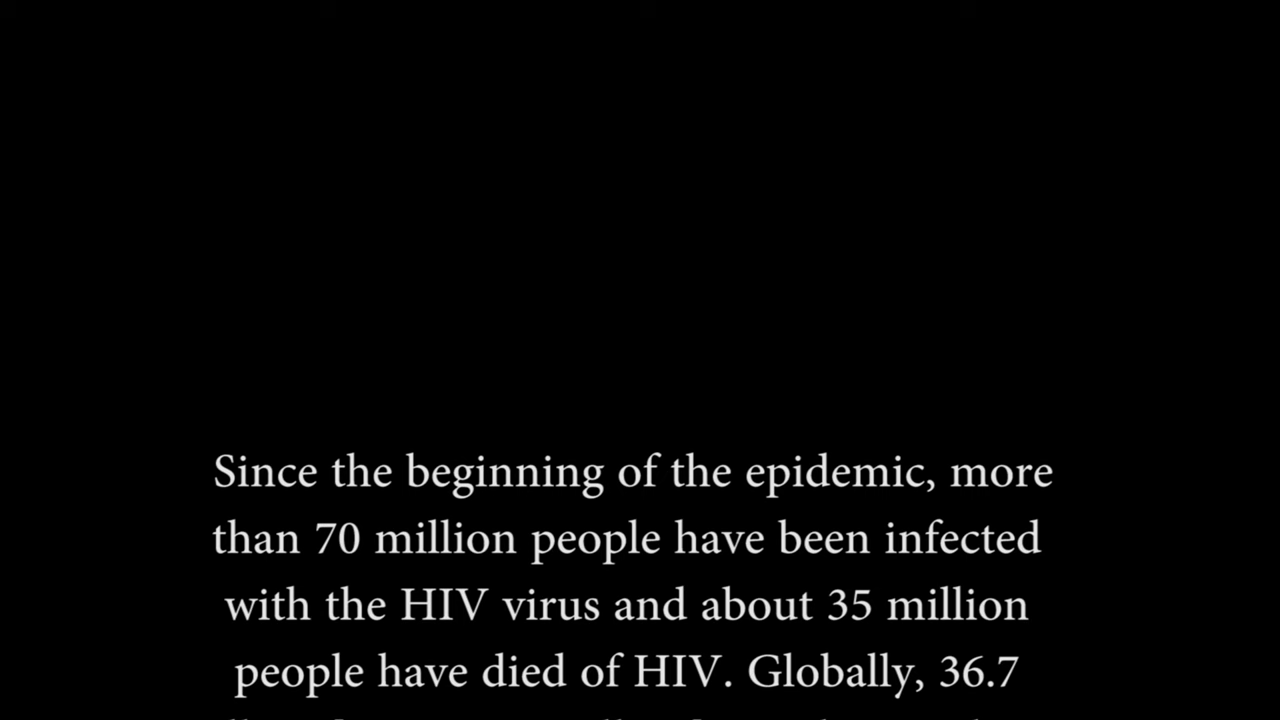 Since the beginning of the epidemic, more
than 70 million people have been infected
with the HIV virus and about 35 million
people have died of HIV. Globally, 36.7